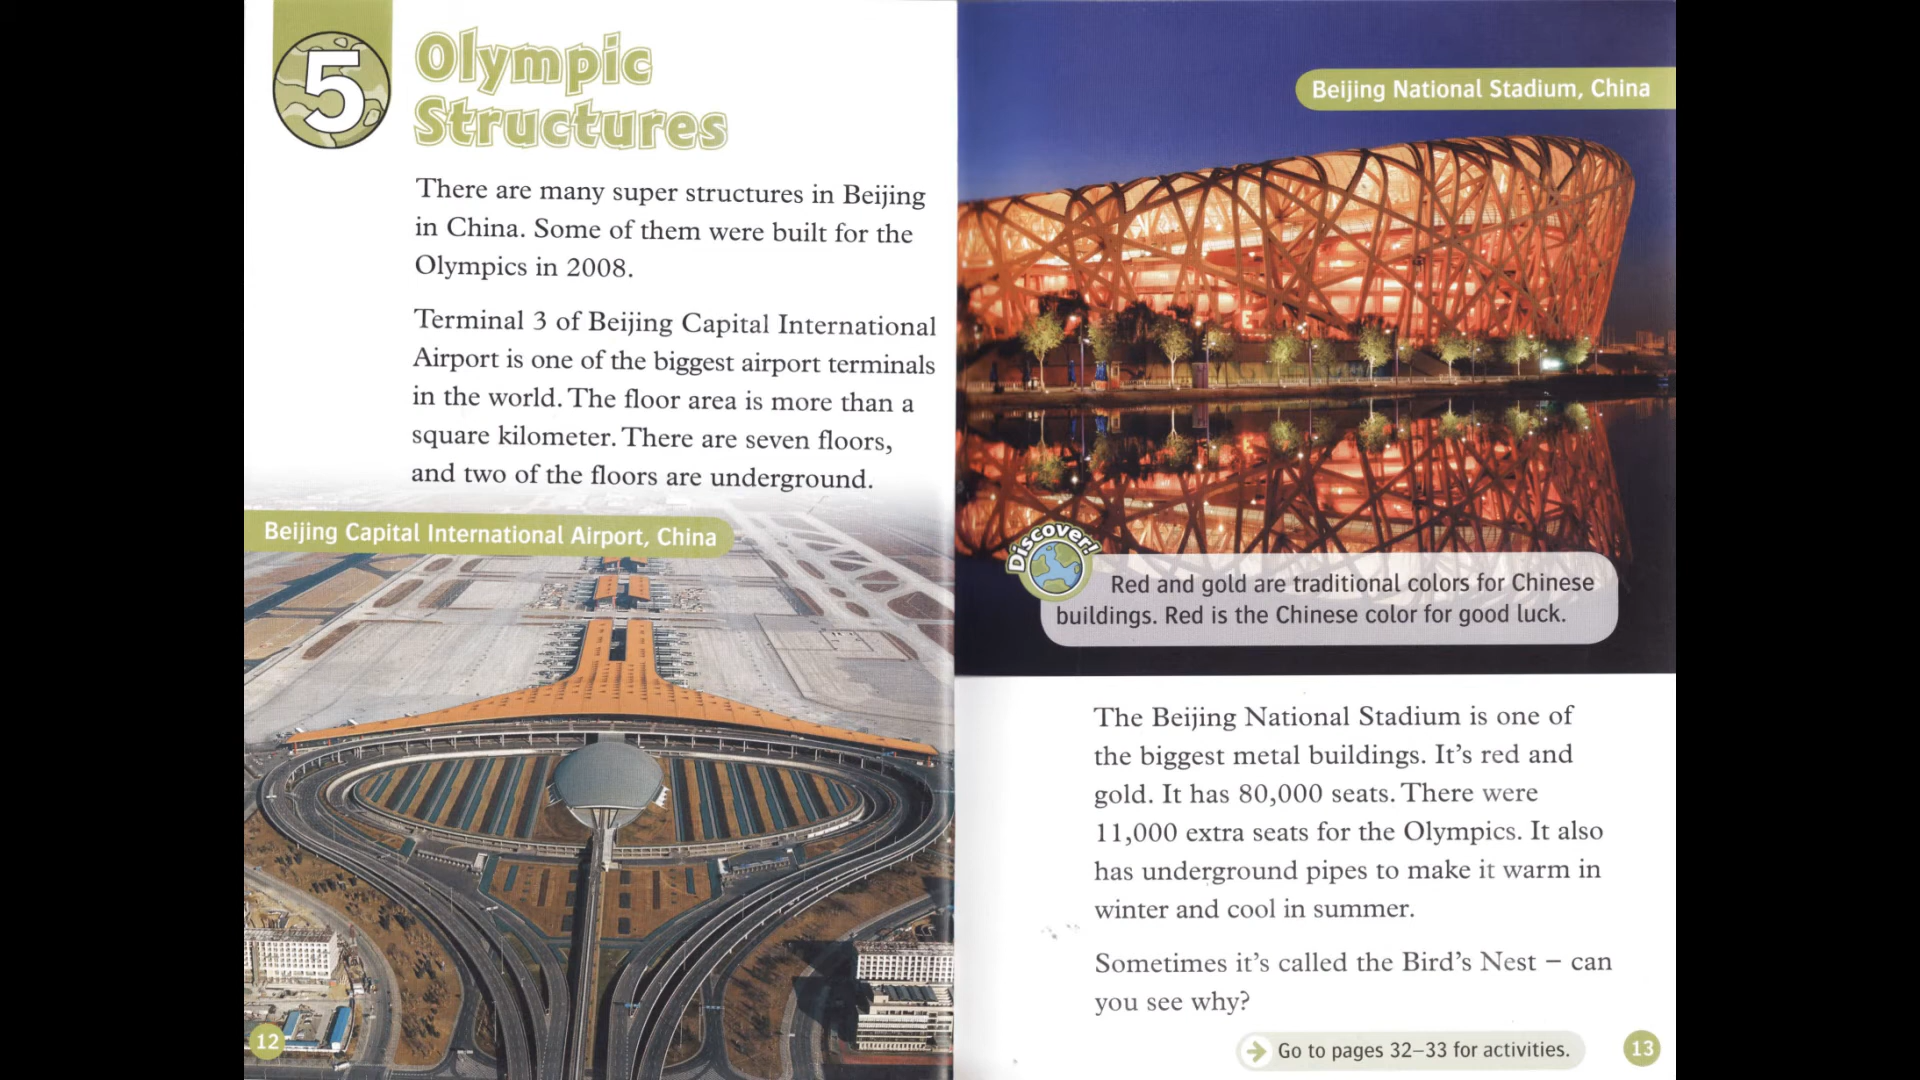 5
Olympic
Structures
There are many super structures in Beijing
in China. Some of them were built for the
Olympics in 2008.
Terminal 3 of Beijing Capital International
Airport is one of the biggest airport terminals
in the world. The floor area is more than a
square kilometer. There are seven floors,
and two of the floors are underground.
Beijing Capital International Airport, China
12
Beijing National Stadium, China
Discover!
Red and gold are traditional colors for Chinese
buildings. Red is the Chinese color for good luck.
The Beijing National Stadium is one of
the biggest metal buildings. It's red and
gold. It has 80,000 seats. There were
11,000 extra seats for the Olympics. It also
has underground pipes to make it warm in
winter and cool in summer.
Sometimes it's called the Bird's Nest – can
you see why?
Go to pages 32–33 for activities.
13